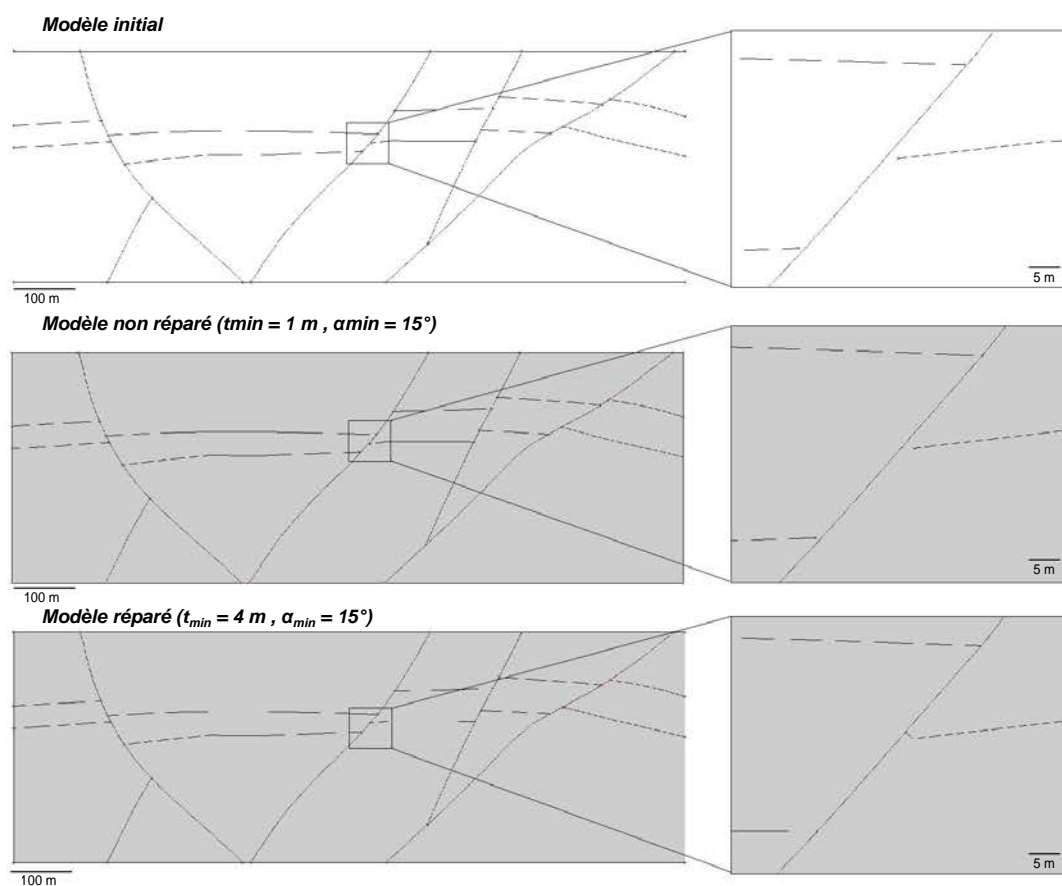 Modèle initial
5 m
100 m
Modèle non réparé (tmin = 1 m , αmin = 15°)
5 m
100 m
Modèle réparé (tmin = 4 m , αmin = 15°)
5 m
100 m